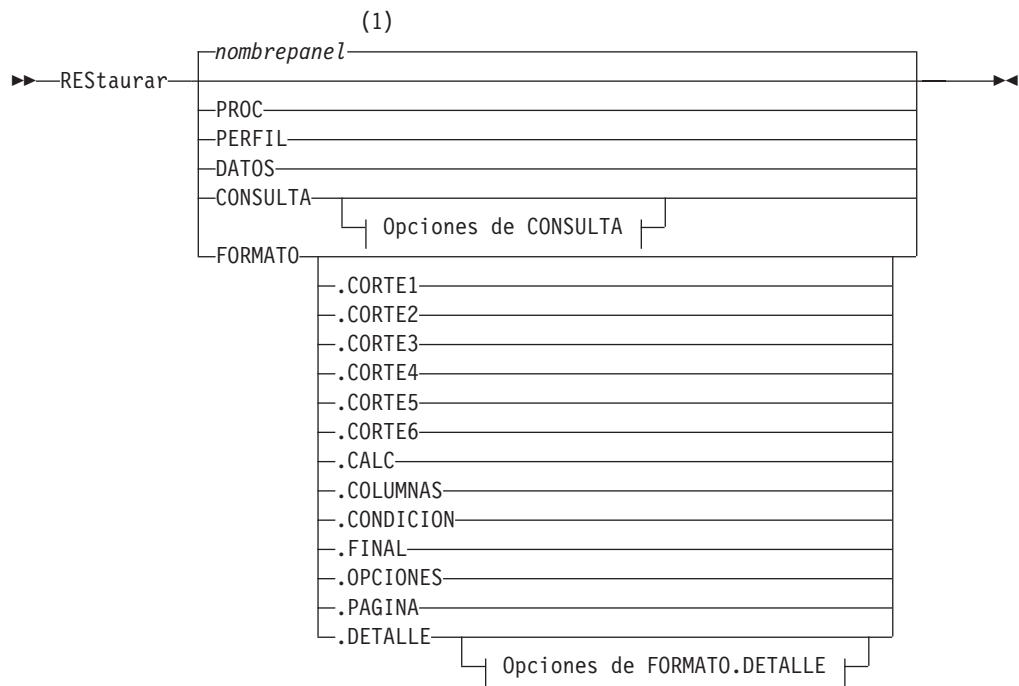 (1)
nombrepanel
REStaurar
PROC
PERFIL
DATOS
CONSULTA
Opciones de CONSULTA
FORMATO
.CORTE1
.CORTE2
.CORTE3
.CORTE4
.CORTE5
.CORTE6
.CALC
.COLUMNAS
.CONDICION
.FINAL
.OPCIONES
.PAGINA
.DETALLE
Opciones de FORMATO.DETALLE